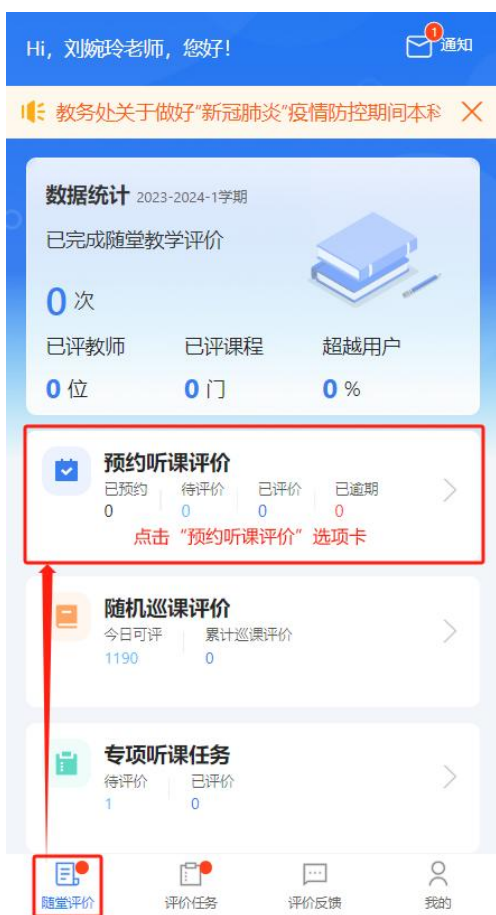 Hi，刘婉玲老师，您好！
1
通知
教务处关于做好"新冠肺炎"疫情防控期间本科
数据统计 2023-2024-1学期
已完成随堂教学评价
0 次
已评教师 已评课程 超越用户
0 位 0 门 0 %
预约听课评价
已预约 待评价 已评价 已逾期
0 0 0 0
点击“预约听课评价”选项卡
随机巡课评价
今日可评 累计巡课评价
1190 0
专项听课任务
待评价 已评价
1 0
随堂评价 评价任务 评价反馈 我的